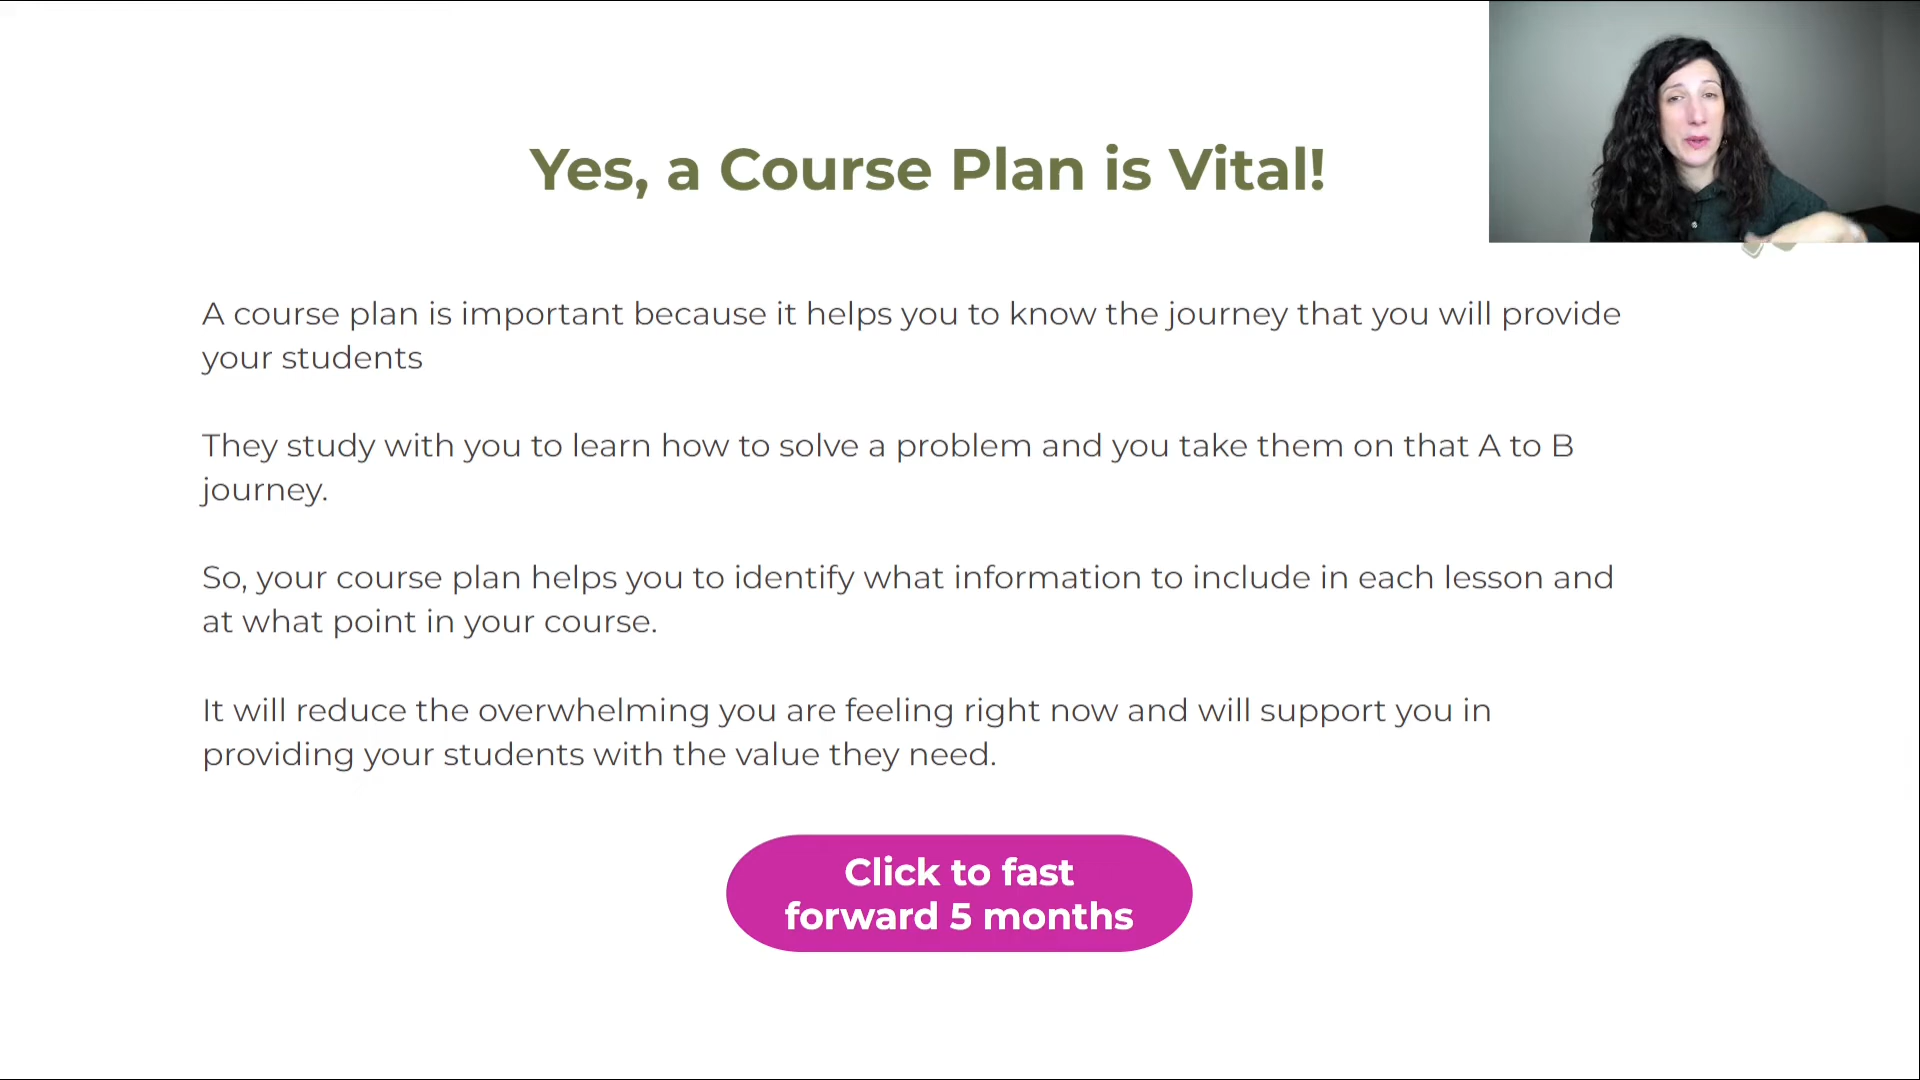 Yes, a Course Plan is Vital!
A course plan is important because it helps you to know the journey that you will provide
your students
They study with you to learn how to solve a problem and you take them on that A to B
journey.
So, your course plan helps you to identify what information to include in each lesson and
at what point in your course.
It will reduce the overwhelming you are feeling right now and will support you in
providing your students with the value they need.
Click to fast
forward 5 months